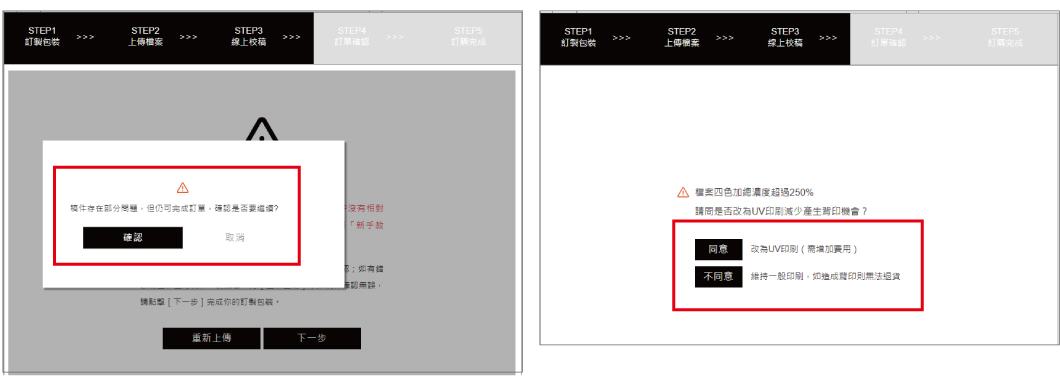 STEP1
訂製包裝
>>>
STEP2
上傳檔案
>>>
STEP3
線上校稿
>>>
STEP4
訂單確認
>>>
STEP5
訂購完成
稿件存在部分問題，但仍可完成訂單，確認是否要繼續?
確認
取消
沒有相對
「新手教
認；如有錯
確認無誤，
請點擊 [ 下一步 ] 完成你的訂製包裝。
重新上傳
下一步
STEP1
訂製包裝
>>>
STEP2
上傳檔案
>>>
STEP3
線上校稿
>>>
STEP4
訂單確認
>>>
STEP5
訂購完成
檔案四色加總濃度超過250%
請問是否改為UV印刷減少產生背印機會？
同意
改為UV印刷（需增加費用）
不同意
維持一般印刷，如造成背印則無法退貨